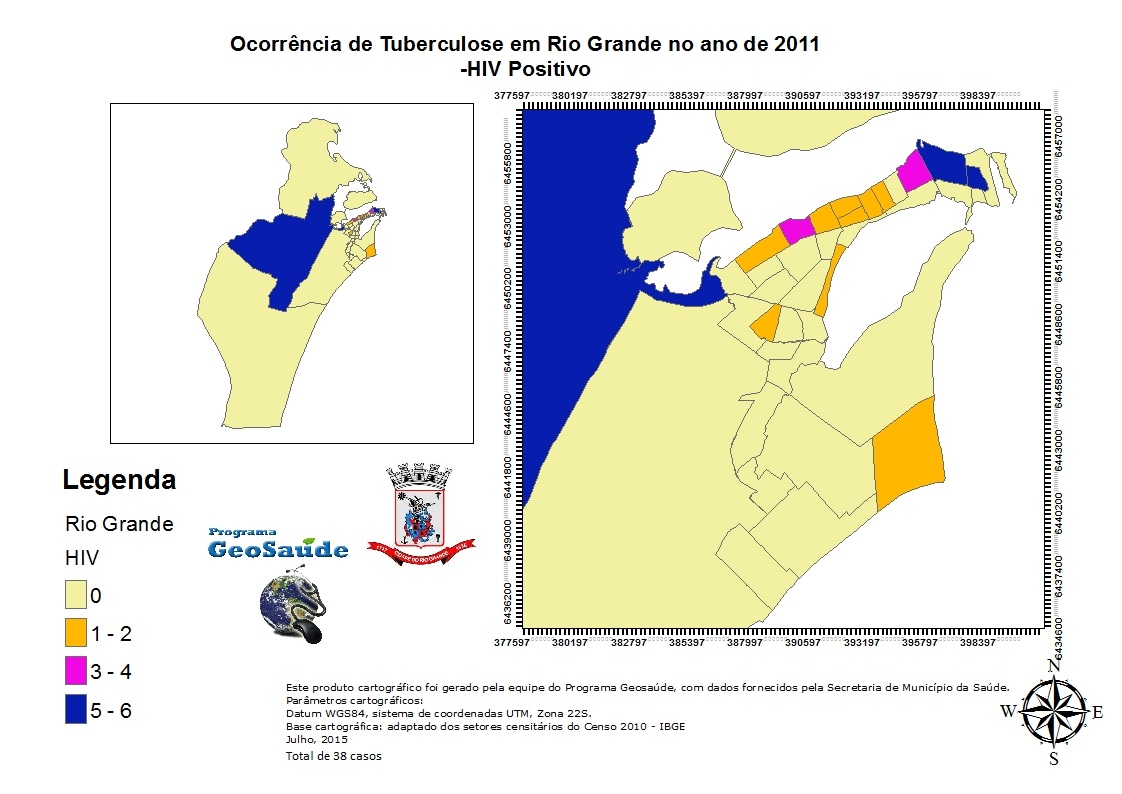 Ocorrência de Tuberculose em Rio Grande no ano de 2011
-HIV Positivo
377597 380197 382797 385397 387997 390597 393197 395797 398397
6457000
6455800
6454200
6453000
6451400
6450200
6448600
6447400
6445800
6444600
6443000
6441800
6440200
6439000
6437400
6436200
6434600
377597 380197 382797 385397 387997 390597 393197 395797 398397
Legenda
Rio Grande
HIV
0
1 - 2
3 - 4
5 - 6
Programa
GeoSaúde
CIDADE DO RIO GRANDE
Este produto cartográfico foi gerado pela equipe do Programa Geosaúde, com dados fornecidos pela Secretaria de Município da Saúde.
Parâmetros cartográficos:
Datum WGS84, sistema de coordenadas UTM, Zona 22S.
Base cartográfica: adaptado dos setores censitários do Censo 2010 - IBGE
Julho, 2015
Total de 38 casos
N
W E
S